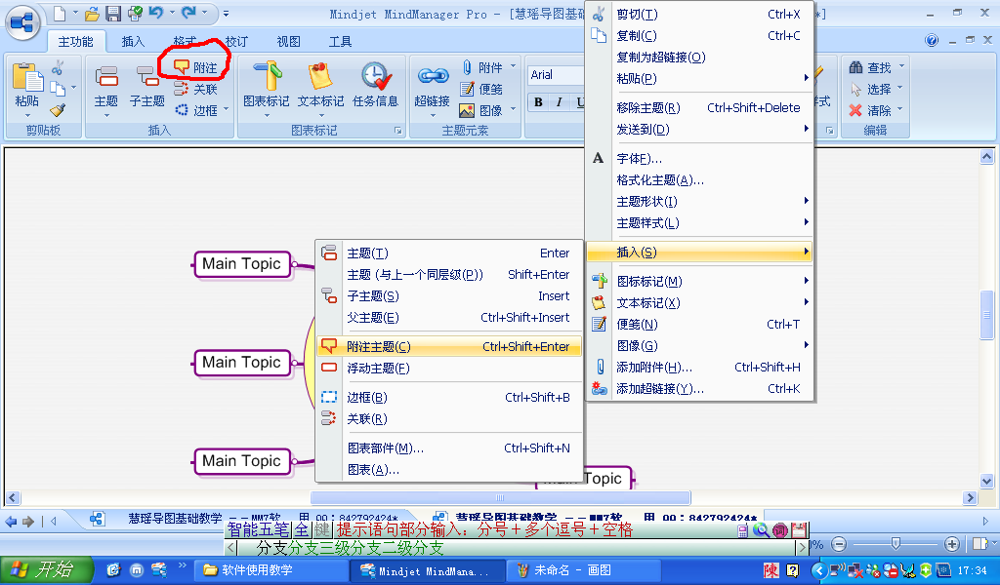 Mindjet MindManager Pro - [慧瑶导图基础
*]
主功能 插入 格式 校订 视图 工具
粘贴
剪贴板
主题
子主题
附注
关联
边框
插入
图表标记
文本标记
任务信息
图表标记
超链接
附件
便笺
图像
主题元素
Arial
B I U
式
查找
选择
清除
编辑
剪切(T) Ctrl+X
复制(C) Ctrl+C
复制为超链接(O)
粘贴(P)
移除主题(R) Ctrl+Shift+Delete
发送到(D)
A 字体(F)...
格式化主题(A)...
主题形状(I)
主题样式(L)
插入(S)
图标标记(M)
文本标记(X)
便笺(N) Ctrl+T
图像(G)
添加附件(H)... Ctrl+Shift+H
添加超链接(Y)... Ctrl+K
主题(T) Enter
主题 (与上一个同层级(P)) Shift+Enter
子主题(S) Insert
父主题(E) Ctrl+Shift+Insert
附注主题(C) Ctrl+Shift+Enter
浮动主题(F)
边框(B) Ctrl+Shift+B
关联(R)
图表部件(M)... Ctrl+Shift+N
图表(A)...
Main Topic
Main Topic
Main Topic
Topic
慧瑶导图基础教学 --MM7软 用 QQ：842792424*
慧瑶导图基础教学 --MM7软 用 QQ：842792424*
智能五笔 全 键 提示语句部分输入：分号＋多个逗号＋空格
分支分支三级分支二级分支
%
开始
软件使用教学
Mindjet MindMana...
未命名 - 画图
17:34